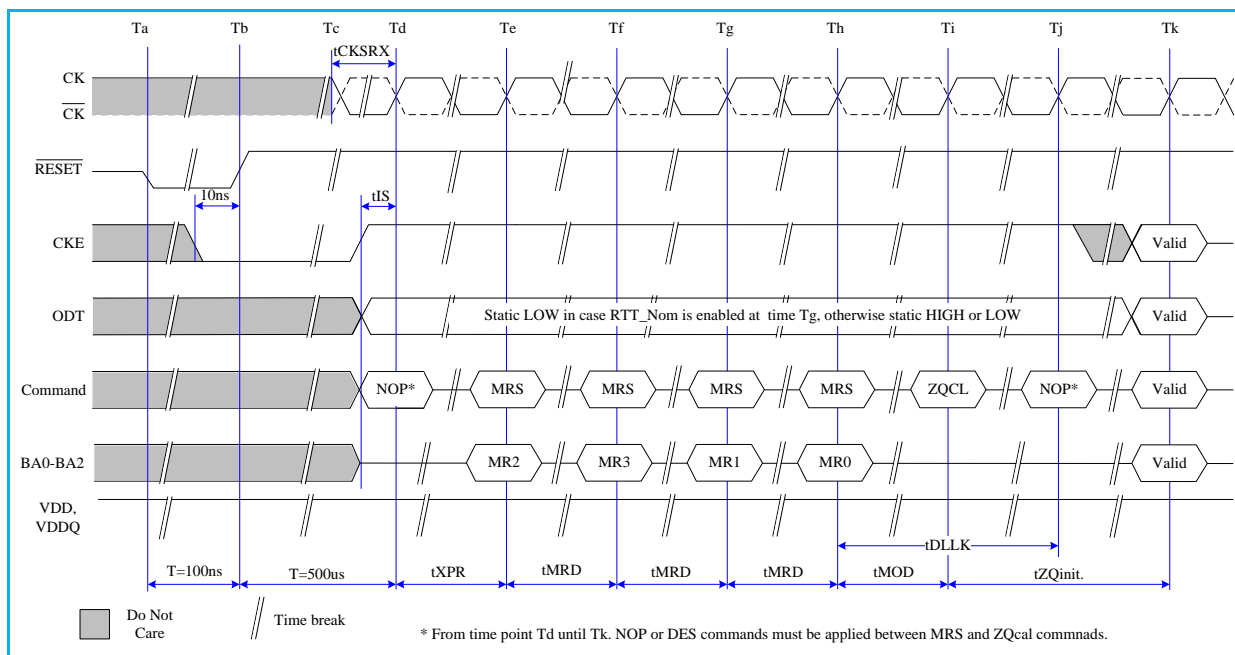 Ta Tb Tc Td Te Tf Tg Th Ti Tj Tk
tCKSRX
CK
CK
RESET
10ns tIS
CKE Valid
ODT Static LOW in case RTT_Nom is enabled at time Tg, otherwise static HIGH or LOW Valid
Command NOP* MRS MRS MRS MRS ZQCL NOP* Valid
BA0-BA2 MR2 MR3 MR1 MR0 Valid
VDD,
VDDQ
tDLLK
T=100ns T=500us tXPR tMRD tMRD tMRD tMOD tZQinit.
Do Not
Care
Time break
* From time point Td until Tk. NOP or DES commands must be applied between MRS and ZQcal commnads.